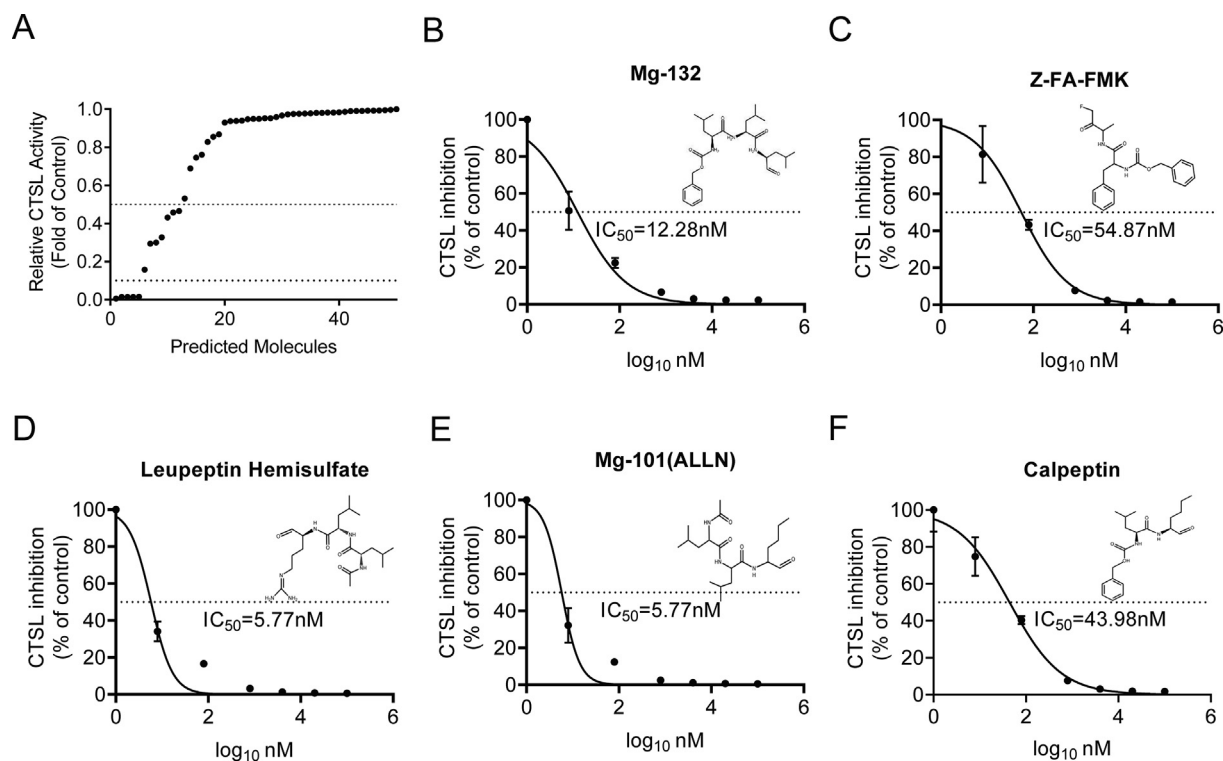 A
Relative CTSL Activity
(Fold of Control)
1.0
0.8
0.6
0.4
0.2
0.0
0
20
40
Predicted Molecules
B
Mg-132
CTSL inhibition
(% of control)
100
80
60
40
20
0
IC50=12.28nM
0
2
4
6
log10 nM
C
Z-FA-FMK
CTSL inhibition
(% of control)
100
80
60
40
20
0
IC50=54.87nM
0
2
4
6
log10 nM
D
Leupeptin Hemisulfate
CTSL inhibition
(% of control)
100
80
60
40
20
0
IC50=5.77nM
0
2
4
6
log10 nM
E
Mg-101(ALLN)
CTSL inhibition
(% of control)
100
80
60
40
20
0
IC50=5.77nM
0
2
4
6
log10 nM
F
Calpeptin
CTSL inhibition
(% of control)
100
80
60
40
20
0
IC50=43.98nM
0
2
4
6
log10 nM